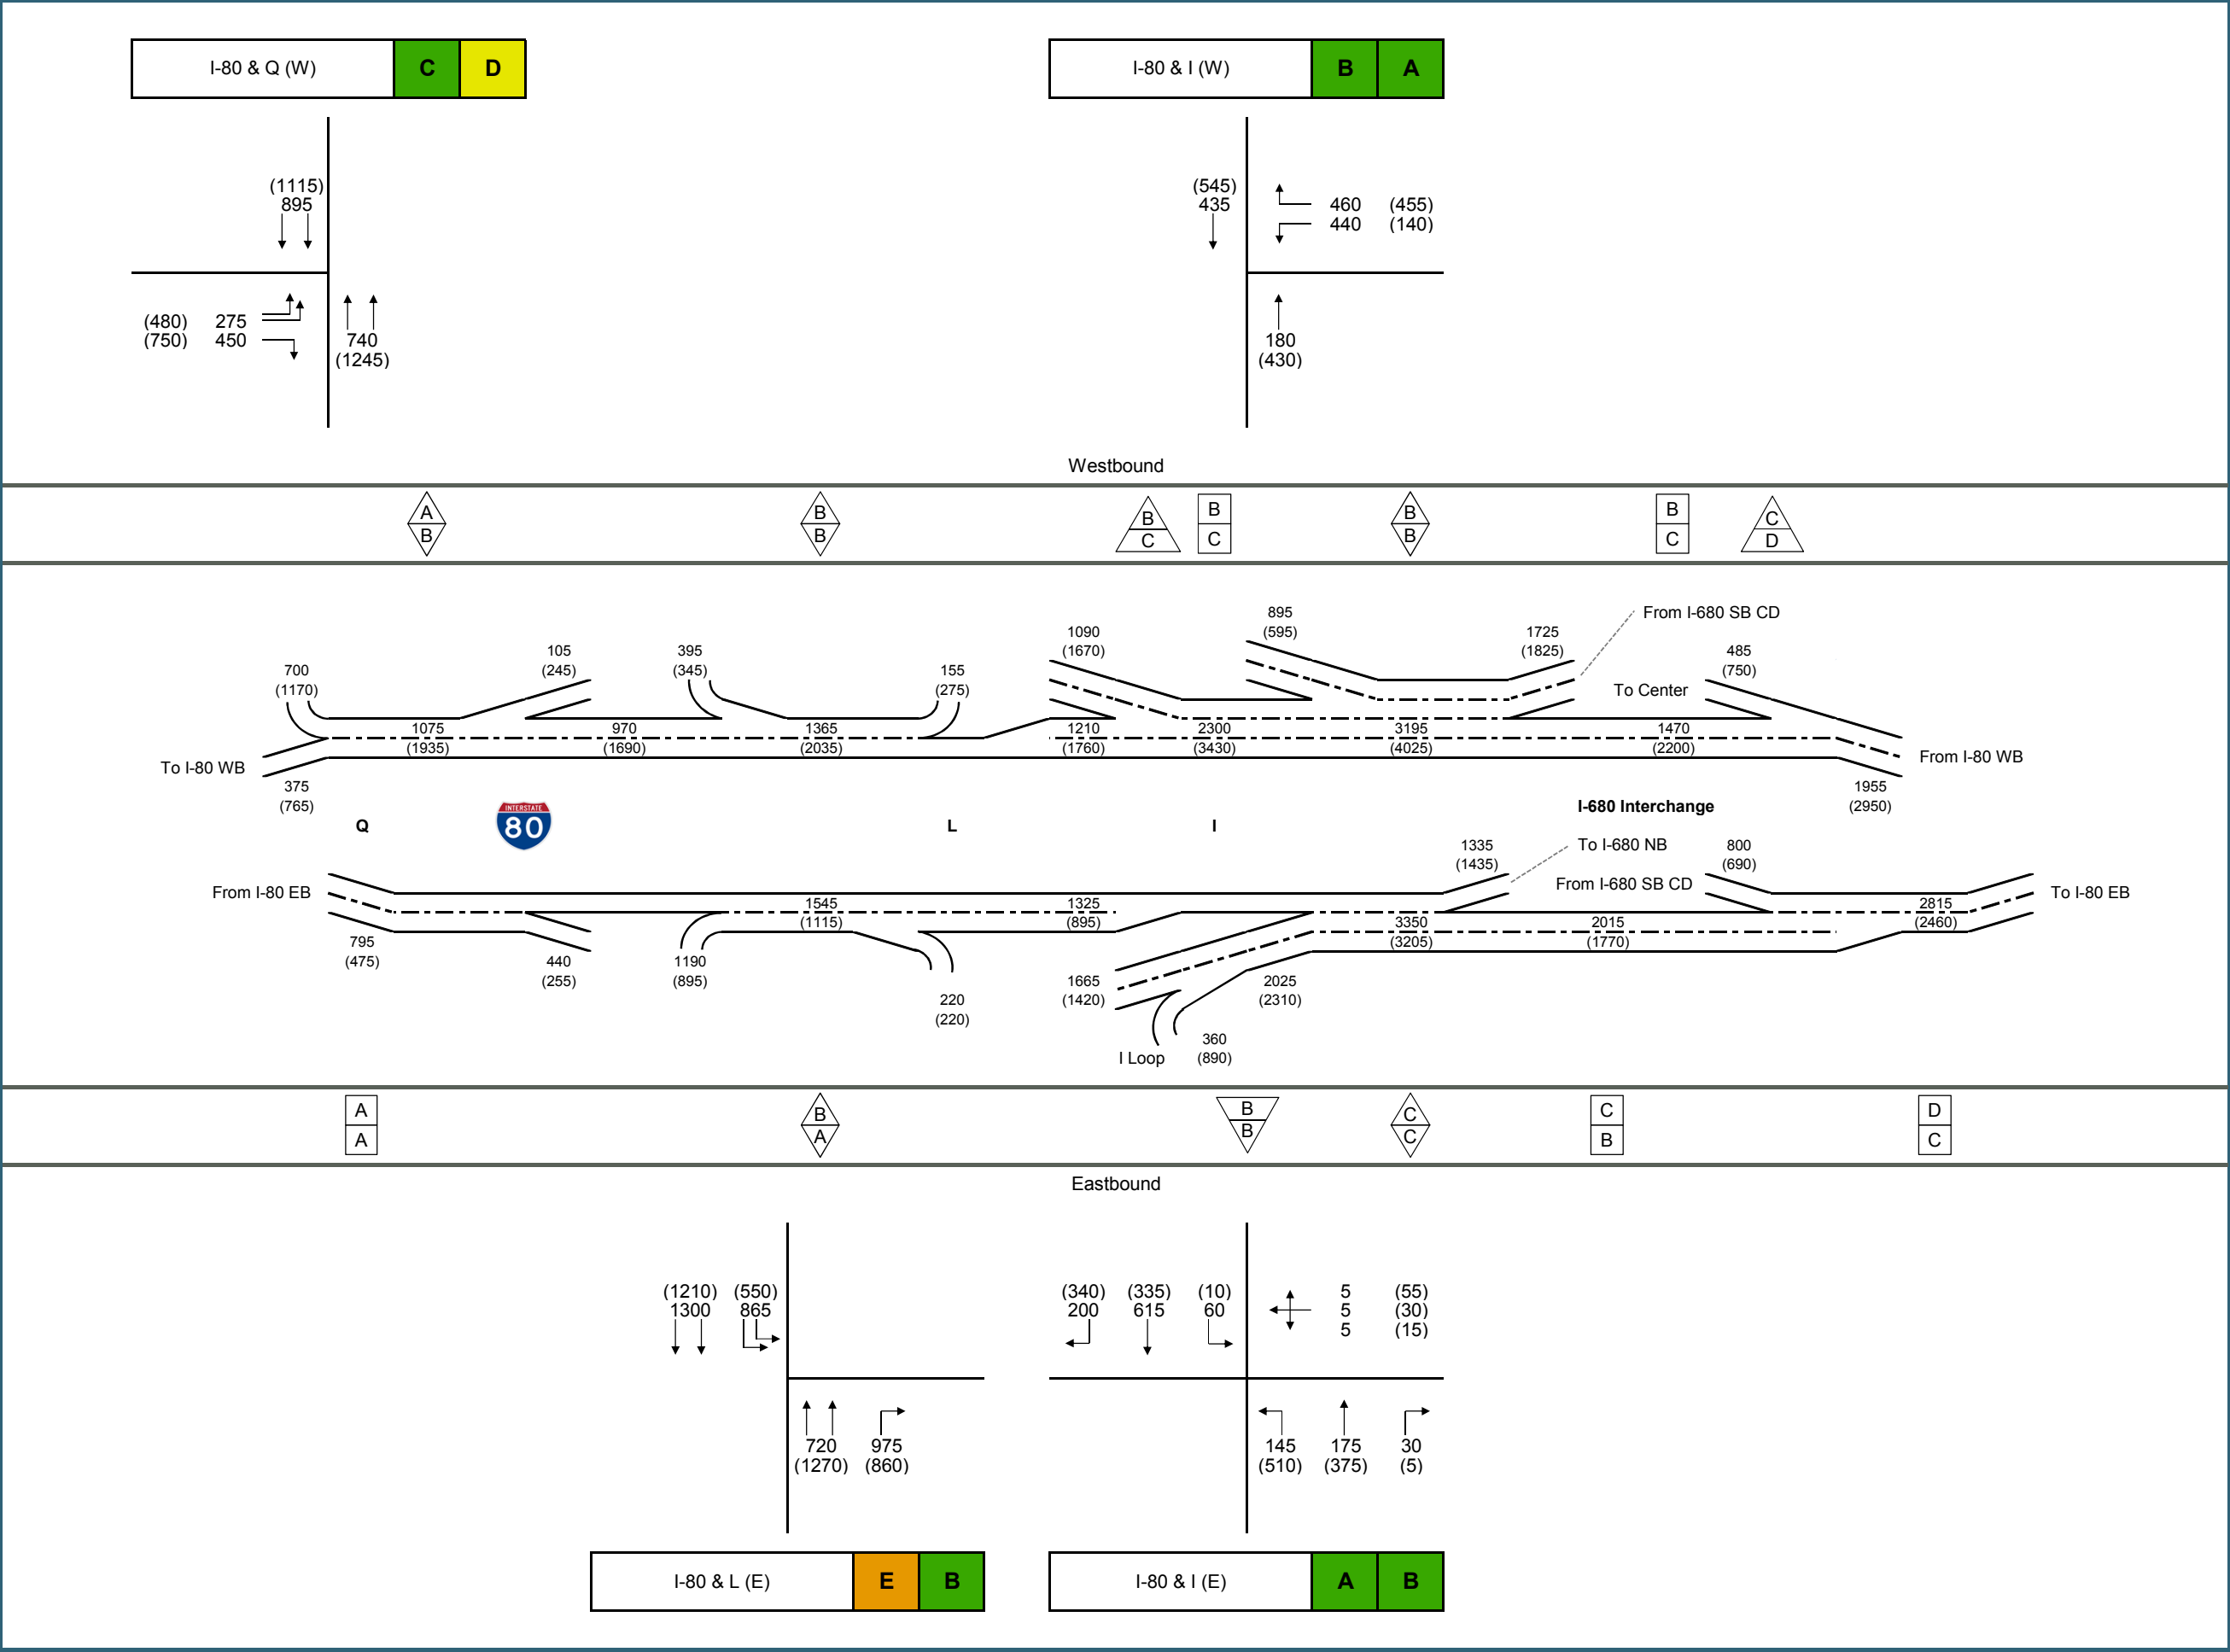 I-80 & Q (W) C D
I-80 & I (W) B A
(1115)
895
(480) 275
(750) 450
740
(1245)
(545)
435
460 (455)
440 (140)
180
(430)
Westbound
A
B
B
B
B
C
B
C
B
B
B
C
C
D
From I-680 SB CD
895
(595)
1090
(1670)
1725
(1825)
105
(245)
395
(345)
485
(750)
700
(1170)
155
(275)
To Center
1075
(1935)
970
(1690)
1365
(2035)
1210
(1760)
2300
(3430)
3195
(4025)
1470
(2200)
To I-80 WB
From I-80 WB
375
(765)
1955
(2950)
I-680 Interchange
Q
INTERSTATE
80
L
I
1335
(1435)
To I-680 NB
800
(690)
From I-680 SB CD
From I-80 EB
To I-80 EB
1545
(1115)
1325
(895)
3350
(3205)
2015
(1770)
2815
(2460)
795
(475)
440
(255)
1190
(895)
220
(220)
1665
(1420)
2025
(2310)
360
(890)
I Loop
A
A
B
A
B
B
C
C
C
B
D
C
Eastbound
(1210) (550)
1300 865
720 975
(1270) (860)
(340) (335) (10)
200 615 60
5 (55)
5 (30)
5 (15)
145 175 30
(510) (375) (5)
I-80 & L (E) E B
I-80 & I (E) A B